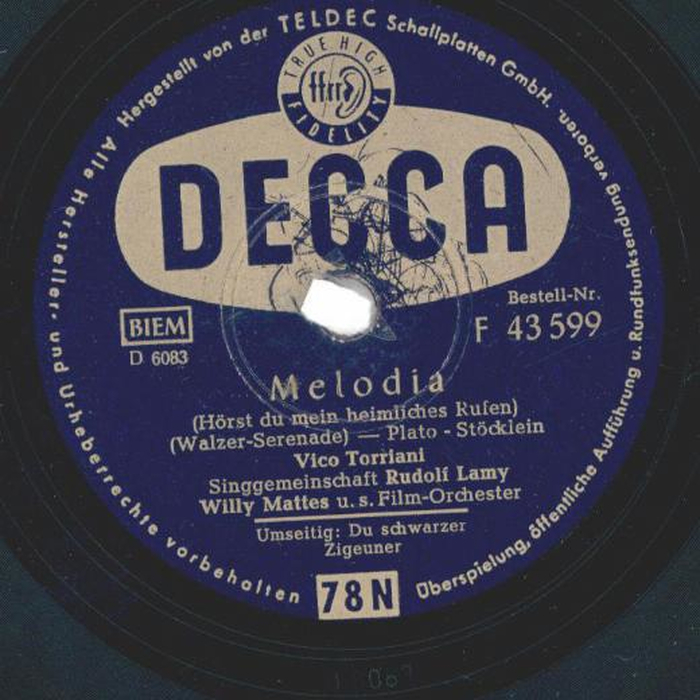 Alle Hersteller- und Urheberrechte vorbehalten
Hergestellt von der TELDEC Schallplatten GmbH.
Überspielung, öffentliche Aufführung u. Rundfunksendung verboten.
TRUE HIGH
ffrr
FIDELITY
DECCA
BIEM
D 6083
Bestell-Nr.
F 43 599
Melodia
(Hörst du mein heimliches Rufen)
(Walzer-Serenade) — Plato - Stöcklein
Vico Torriani
Singgemeinschaft Rudolf Lamy
Willy Mattes u. s. Film-Orchester
Umseitig: Du schwarzer
Zigeuner
78 N